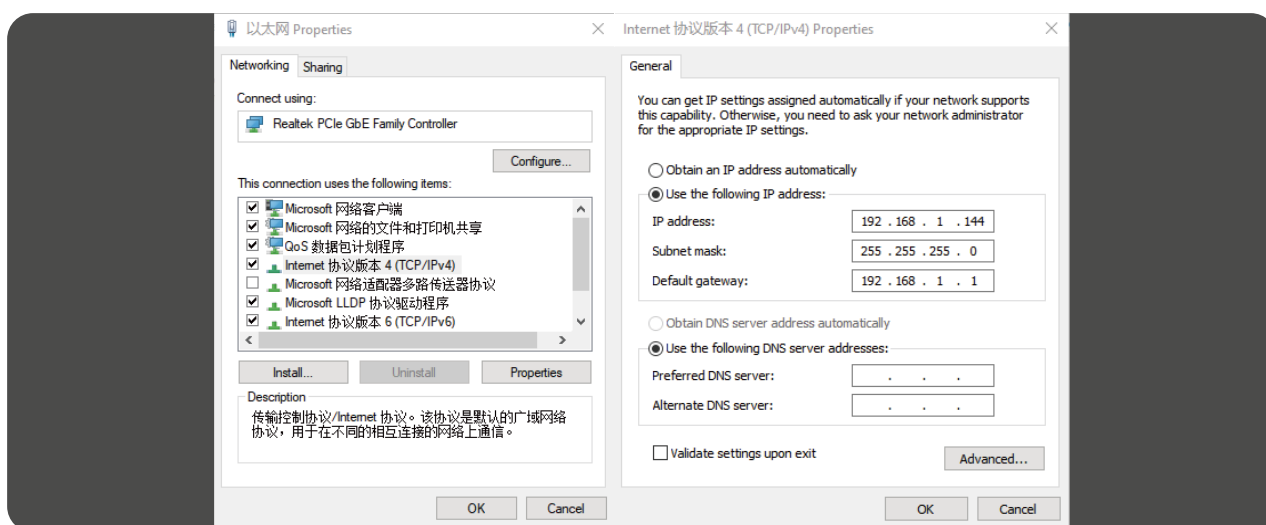 以太网 Properties
Networking
Sharing
Connect using:
Realtek PCIe GbE Family Controller
Configure...
This connection uses the following items:
Microsoft 网络客户端
Microsoft 网络的文件和打印机共享
QoS 数据包计划程序
Internet 协议版本 4 (TCP/IPv4)
Microsoft 网络适配器多路传送器协议
Microsoft LLDP 协议驱动程序
Internet 协议版本 6 (TCP/IPv6)
Install...
Uninstall
Properties
Description
传输控制协议/Internet 协议。该协议是默认的广域网络
协议，用于在不同的相互连接的网络上通信。
OK
Cancel
Internet 协议版本 4 (TCP/IPv4) Properties
General
You can get IP settings assigned automatically if your network supports
this capability. Otherwise, you need to ask your network administrator
for the appropriate IP settings.
Obtain an IP address automatically
Use the following IP address:
IP address: 192 . 168 . 1 . 144
Subnet mask: 255 . 255 . 255 . 0
Default gateway: 192 . 168 . 1 . 1
Obtain DNS server address automatically
Use the following DNS server addresses:
Preferred DNS server: . . .
Alternate DNS server: . . .
Validate settings upon exit
Advanced...
OK
Cancel